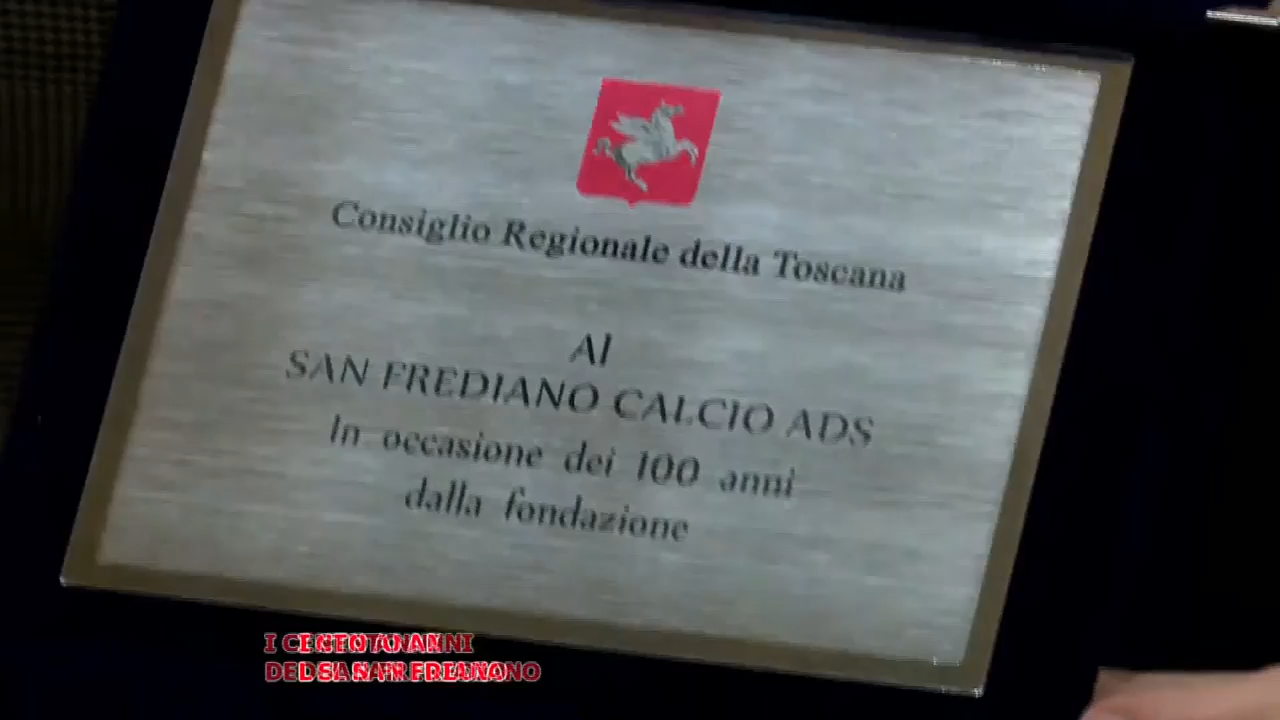 Consiglio Regionale della Toscana
Al
SAN FREDIANO CALCIO ADS
In occasione dei 100 anni
dalla fondazione